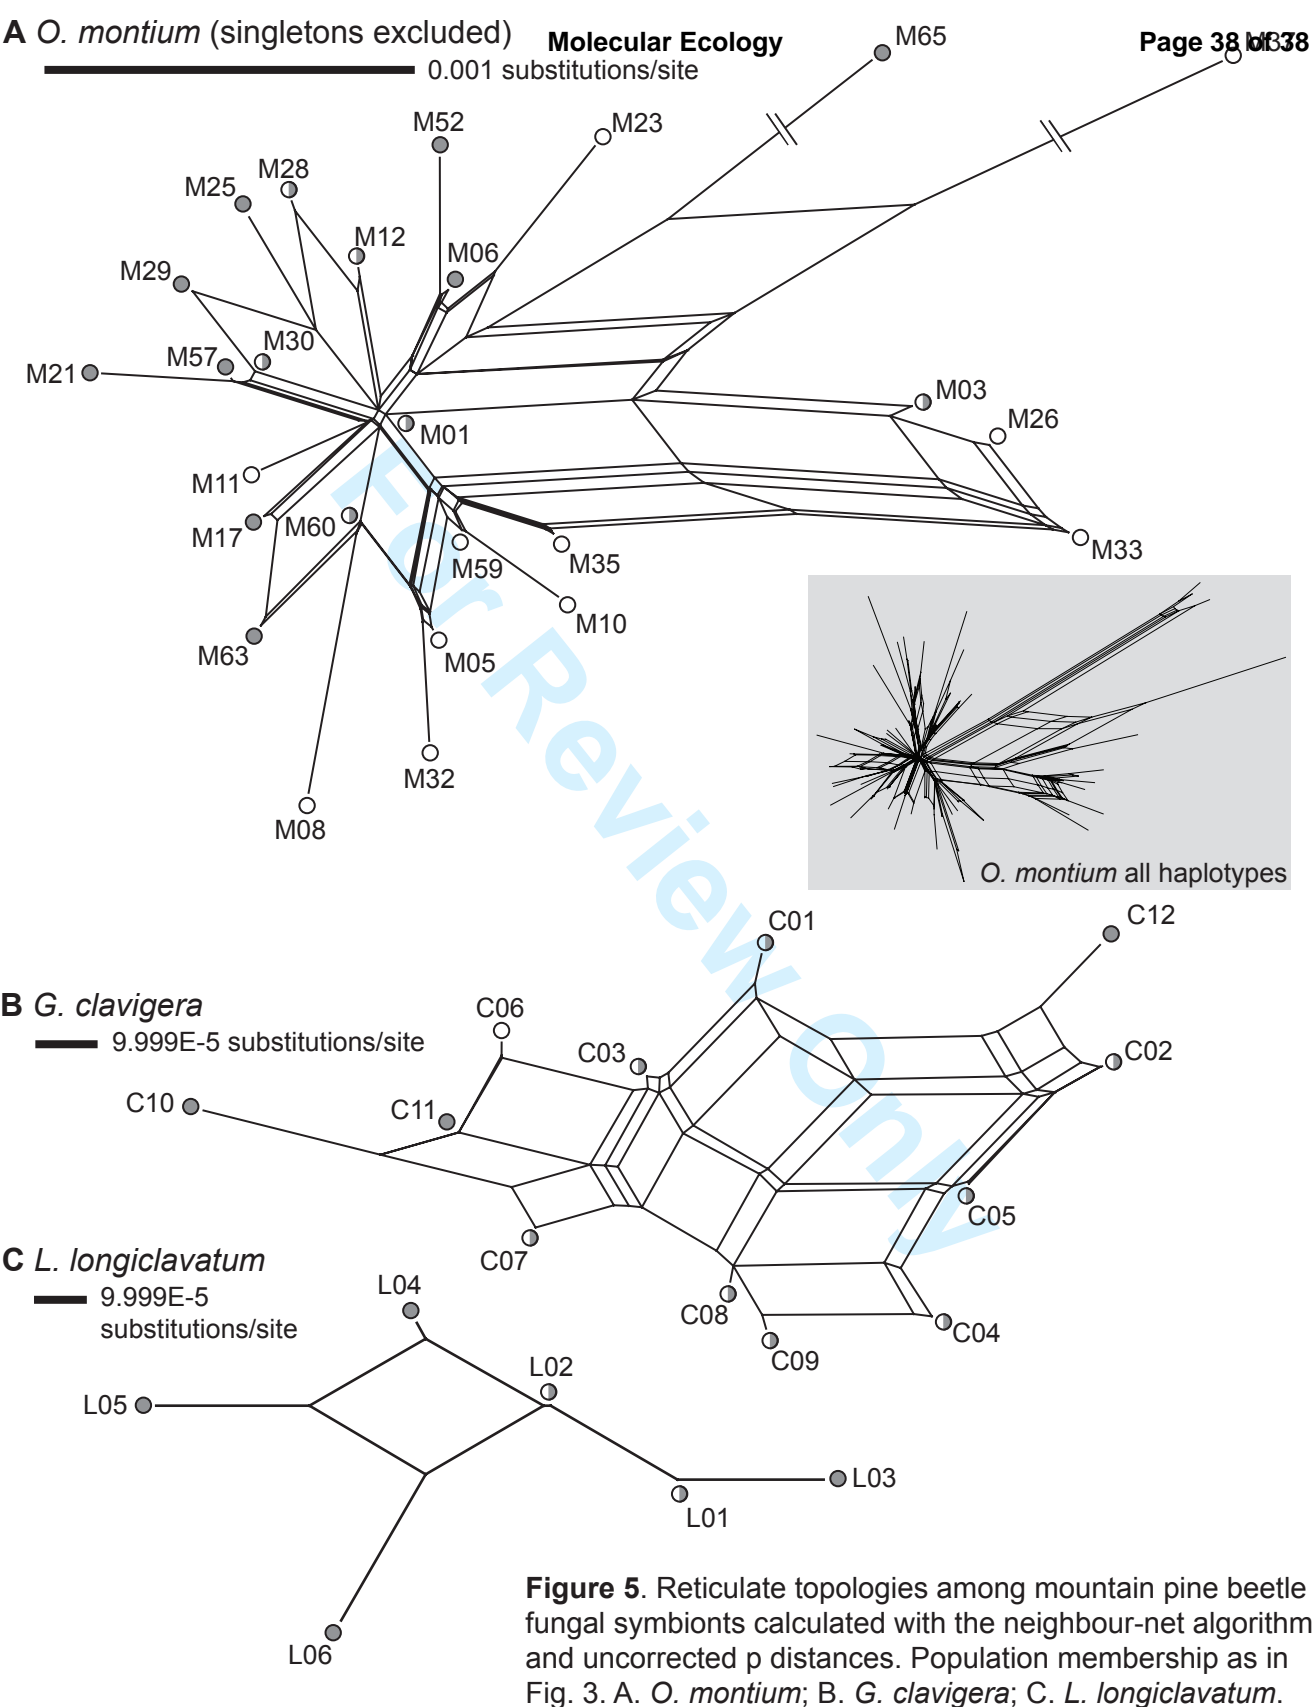 A O. montium (singletons excluded)
Molecular Ecology
Page 38 of 38
0.001 substitutions/site
M65
M52
M23
M28
M25
M12
M06
M29
M30
M57
M21
M03
M26
M01
M11
M17
M60
M59
M35
M33
M10
M63
M05
M32
M08
O. montium all haplotypes
For Review Only
C01
C12
B G. clavigera
9.999E-5 substitutions/site
C06
C03
C02
C10
C11
C05
C07
C08
C04
C09
C L. longiclavatum
9.999E-5
substitutions/site
L04
L02
L05
L03
L01
L06
Figure 5. Reticulate topologies among mountain pine beetle
fungal symbionts calculated with the neighbour-net algorithm
and uncorrected p distances. Population membership as in
Fig. 3. A. O. montium; B. G. clavigera; C. L. longiclavatum.